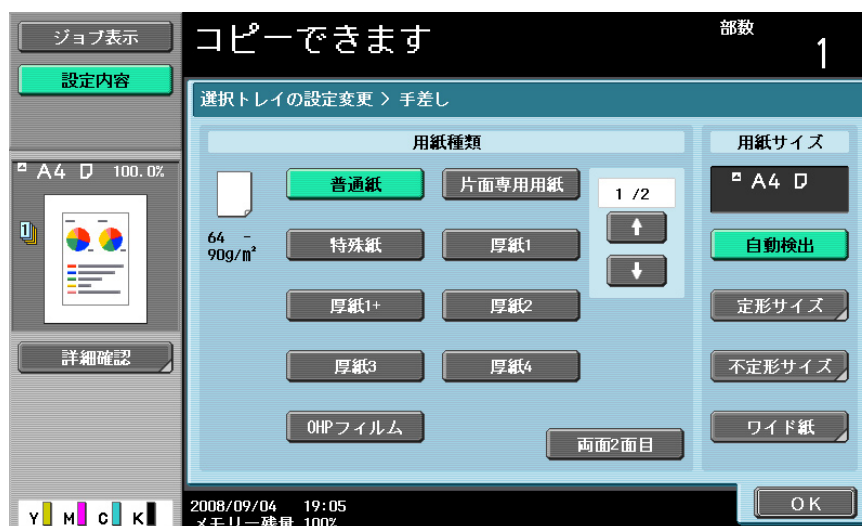 ジョブ表示
設定内容
コピーできます
部数
1
選択トレイの設定変更 > 手差し
用紙種類
用紙サイズ
A4 100.0%
1
64 -
90g/m²
普通紙
片面専用用紙
特殊紙
厚紙1
厚紙1+
厚紙2
厚紙3
厚紙4
OHPフィルム
両面2面目
1 /2
A4
自動検出
定形サイズ
不定形サイズ
ワイド紙
詳細確認
Y M C K
2008/09/04 19:05
メモリー残量 100%
OK